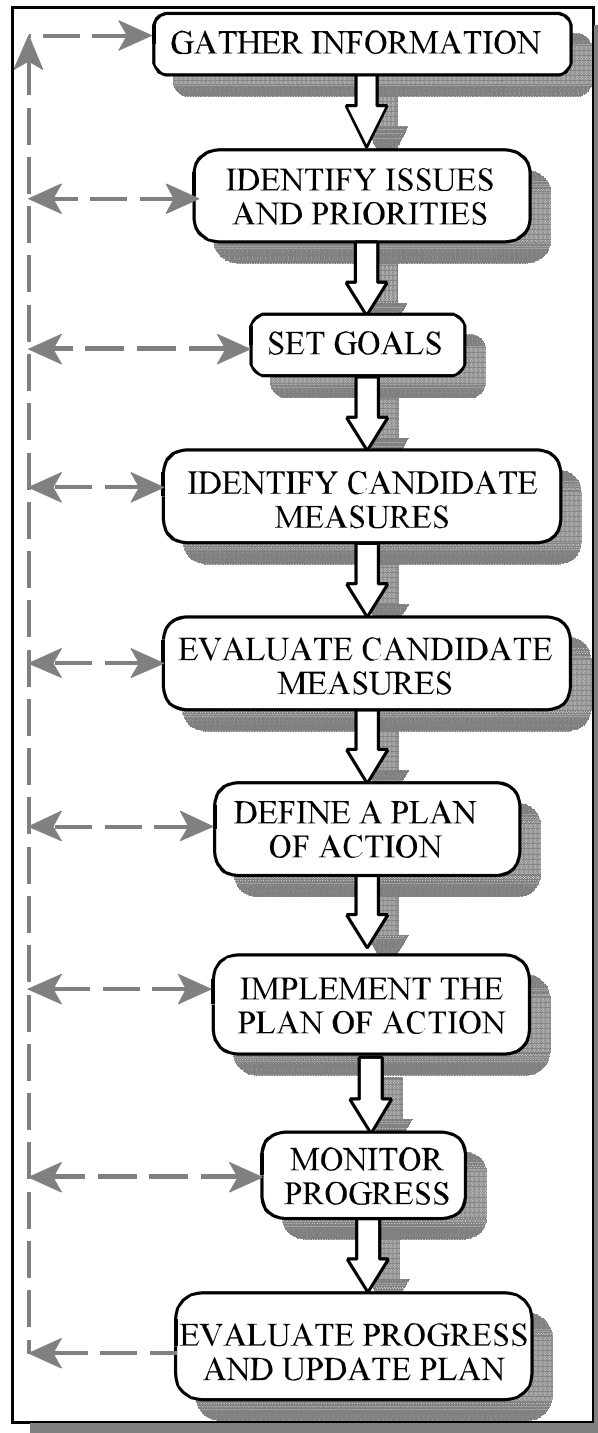 GATHER INFORMATION
IDENTIFY ISSUES
AND PRIORITIES
SET GOALS
IDENTIFY CANDIDATE
MEASURES
EVALUATE CANDIDATE
MEASURES
DEFINE A PLAN
OF ACTION
IMPLEMENT THE
PLAN OF ACTION
MONITOR
PROGRESS
EVALUATE PROGRESS
AND UPDATE PLAN